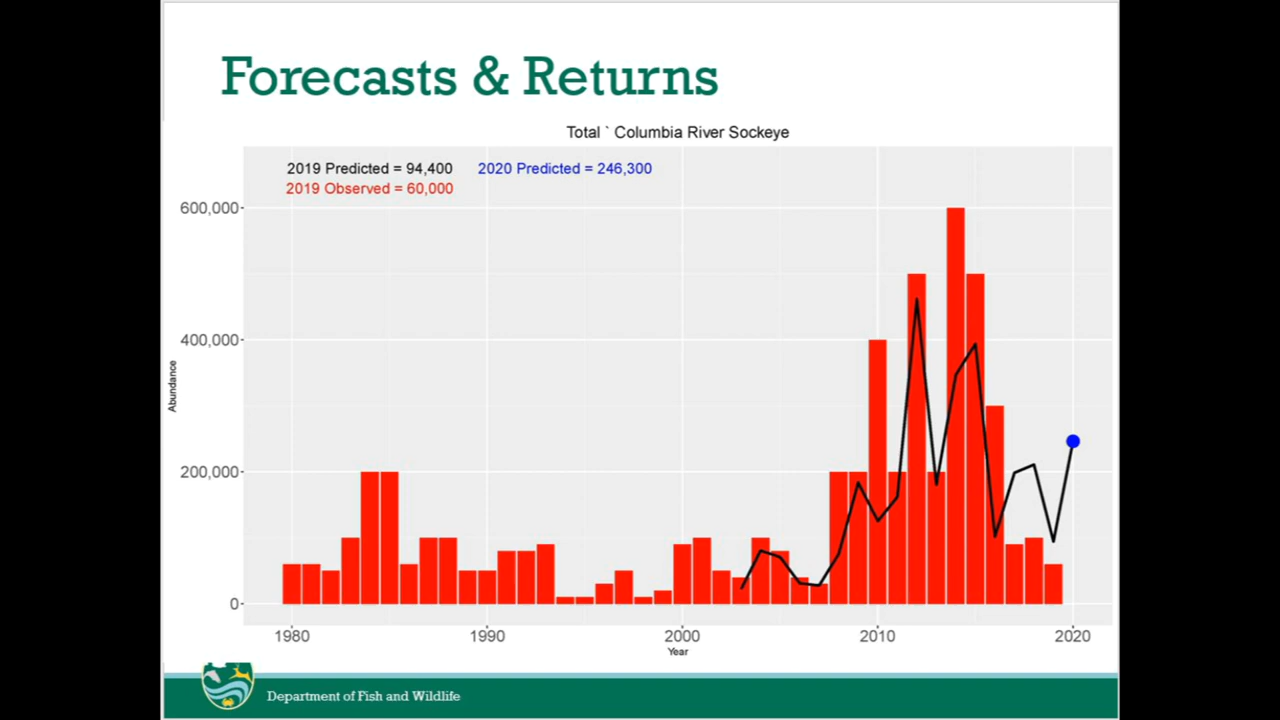 Forecasts & Returns
Total ` Columbia River Sockeye
2019 Predicted = 94,400 2020 Predicted = 246,300
2019 Observed = 60,000
600,000
400,000
200,000
0
Abundance
1980 1990 2000 2010 2020
Year
Department of Fish and Wildlife